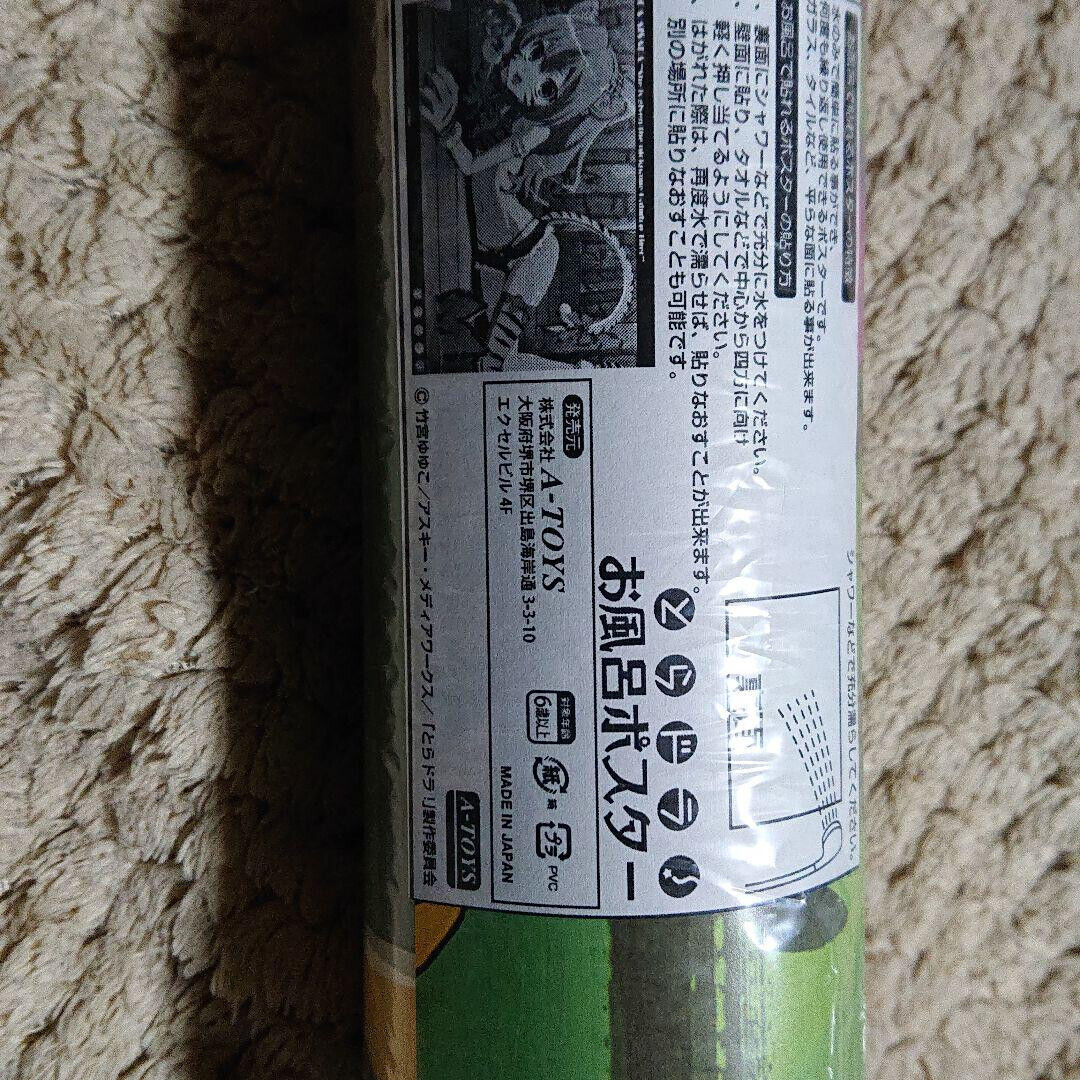 水のみで簡単に貼る事ができ、
何度も繰り返し使用できるポスターです。
ガラス、タイルなど、平らな面に貼る事が出来ます。
お風呂で貼れるポスターの貼り方
裏面にシャワーなどで充分に水をつけてください。
壁面に貼り、タオルなどで中心から四方に向け
軽く押し当てるようにしてください。
はがれた際は、再度水で濡らせば、貼りなおすことが出来ます。
別の場所に貼りなおすことも可能です。
シャワーなどで充分濡らしてください。
裏面
とらドラ!
お風呂ポスター
発売元
株式会社 A-TOYS
大阪府堺市堺区出島海岸通 3-3-10
エクセルビル 4F
対象年齢
6歳以上
紙
箱
プラ
PVC
MADE IN JAPAN
© 竹宮ゆゆこ/アスキー・メディアワークス/「とらドラ!」製作委員会
A-TOYS